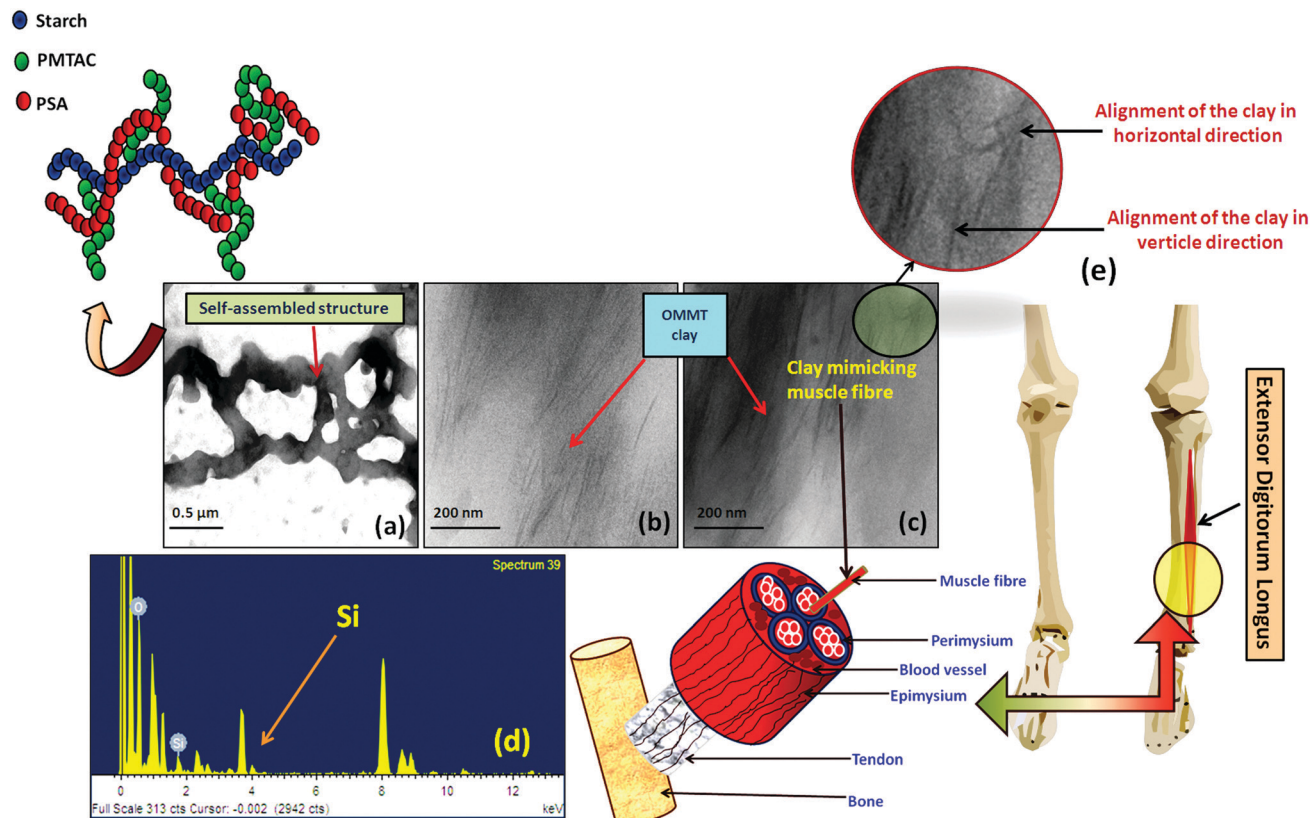 Starch
PMTAC
PSA
Alignment of the clay in
horizontal direction
Alignment of the clay in
verticle direction
(e)
Self-assembled structure
OMMT
clay
Clay mimicking
muscle fibre
0.5 µm
(a)
200 nm
(b)
200 nm
(c)
Extensor Digitorum Longus
Spectrum 39
O
Si
Si
(d)
0 2 4 6 8 10 12
Full Scale 313 cts Cursor: -0.002 (2942 cts)
keV
Muscle fibre
Perimysium
Blood vessel
Epimysium
Tendon
Bone